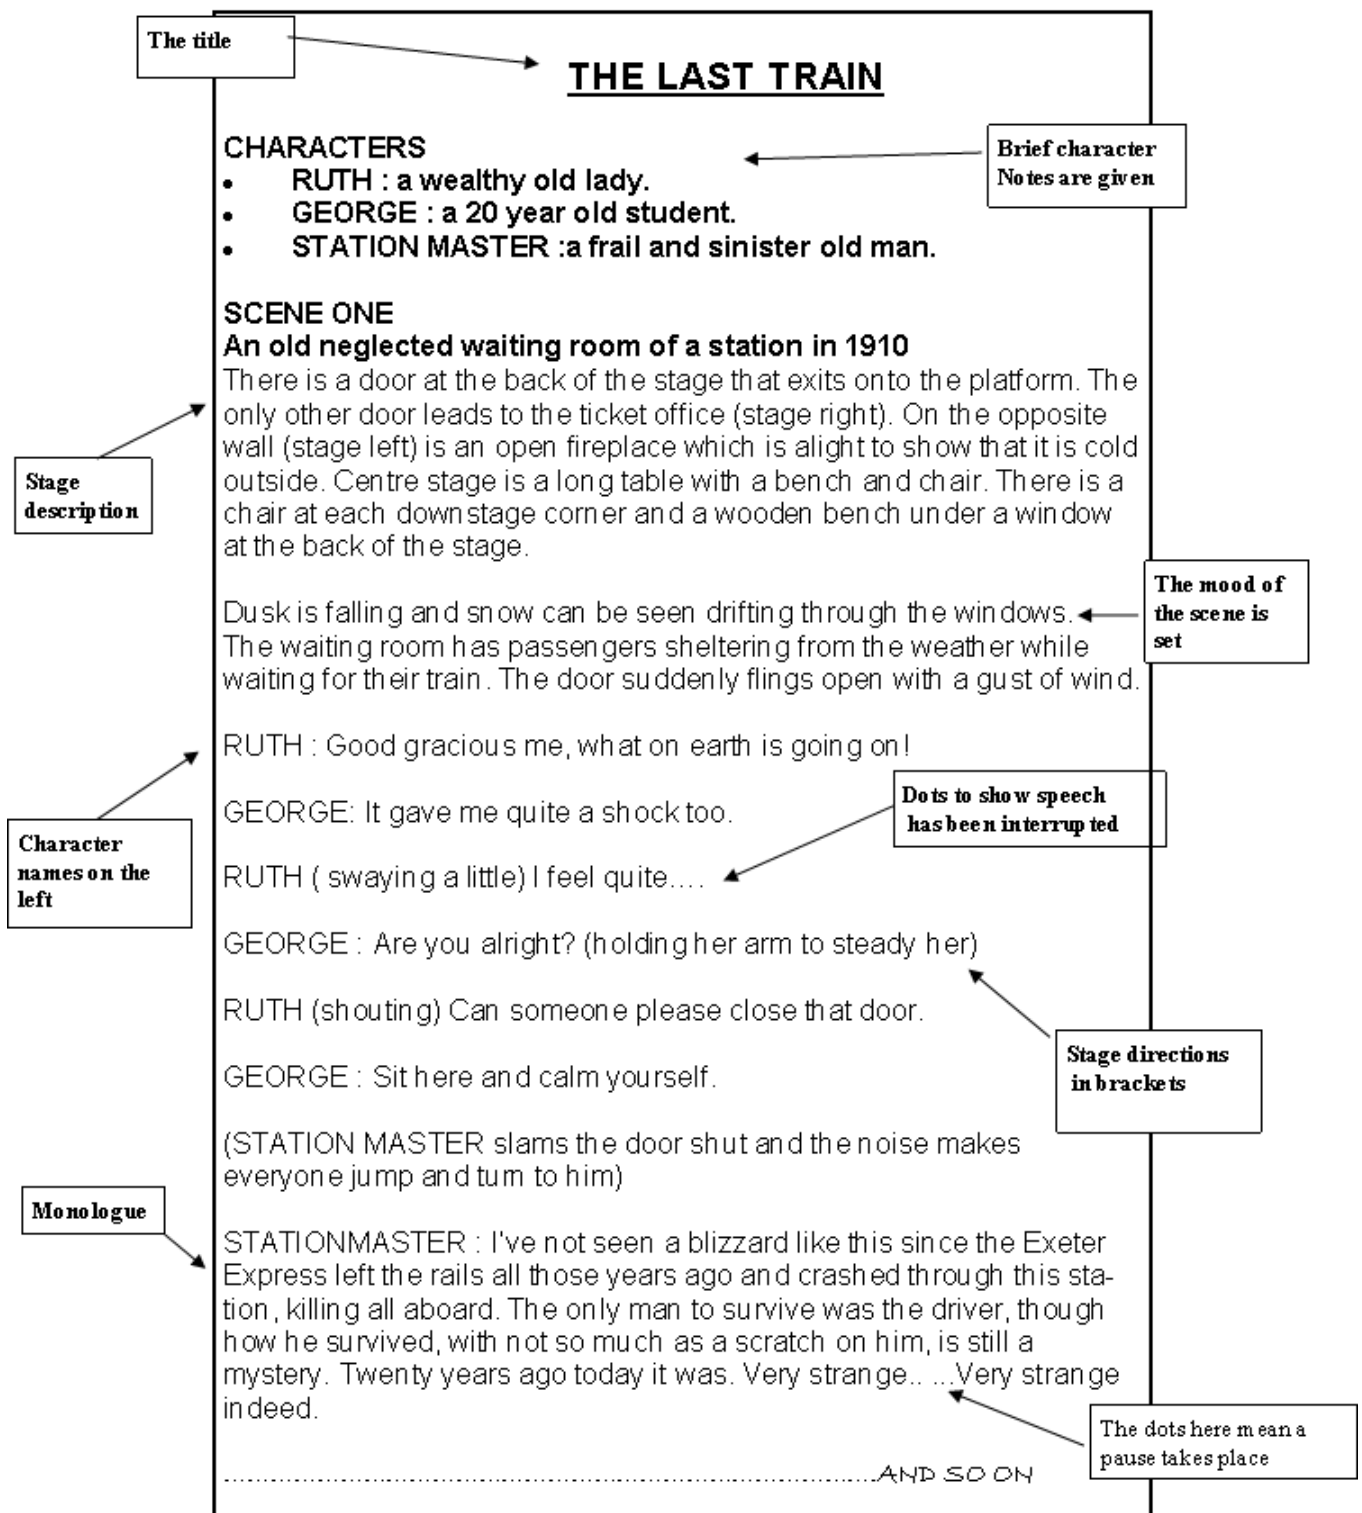 The title
THE LAST TRAIN
CHARACTERS
• RUTH : a wealthy old lady.
• GEORGE : a 20 year old student.
• STATION MASTER :a frail and sinister old man.
Brief character
Notes are given
SCENE ONE
An old neglected waiting room of a station in 1910
There is a door at the back of the stage that exits onto the platform. The
only other door leads to the ticket office (stage right). On the opposite
wall (stage left) is an open fireplace which is alight to show that it is cold
outside. Centre stage is a long table with a bench and chair. There is a
chair at each downstage corner and a wooden bench under a window
at the back of the stage.
Stage
description
Dusk is falling and snow can be seen drifting through the windows.
The waiting room has passengers sheltering from the weather while
waiting for their train. The door suddenly flings open with a gust of wind.
The mood of
the scene is
set
RUTH : Good gracious me, what on earth is going on!
GEORGE: It gave me quite a shock too.
Dots to show speech
has been interrupted
Character
names on the
left
RUTH ( swaying a little) I feel quite....
GEORGE : Are you alright? (holding her arm to steady her)
RUTH (shouting) Can someone please close that door.
Stage directions
in brackets
GEORGE : Sit here and calm yourself.
(STATION MASTER slams the door shut and the noise makes
everyone jump and turn to him)
Monologue
STATIONMASTER : I've not seen a blizzard like this since the Exeter
Express left the rails all those years ago and crashed through this sta-
tion, killing all aboard. The only man to survive was the driver, though
how he survived, with not so much as a scratch on him, is still a
mystery. Twenty years ago today it was. Very strange.. ...Very strange
indeed.
The dots here mean a
pause takes place
..........................................................................AND SO ON